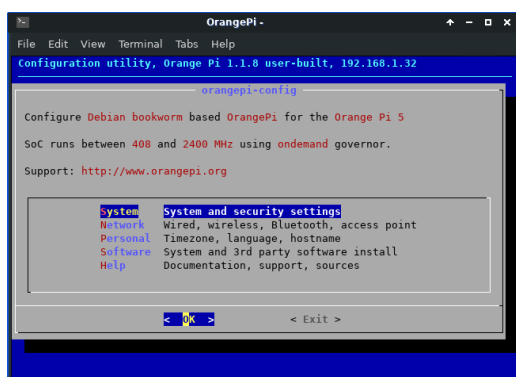 OrangePi -
File Edit View Terminal Tabs Help
Configuration utility, Orange Pi 1.1.8 user-built, 192.168.1.32
orangepi-config
Configure Debian bookworm based OrangePi for the Orange Pi 5
SoC runs between 408 and 2400 MHz using ondemand governor.
Support: http://www.orangepi.org
System System and security settings
Network Wired, wireless, Bluetooth, access point
Personal Timezone, language, hostname
Software System and 3rd party software install
Help Documentation, support, sources
< OK > < Exit >